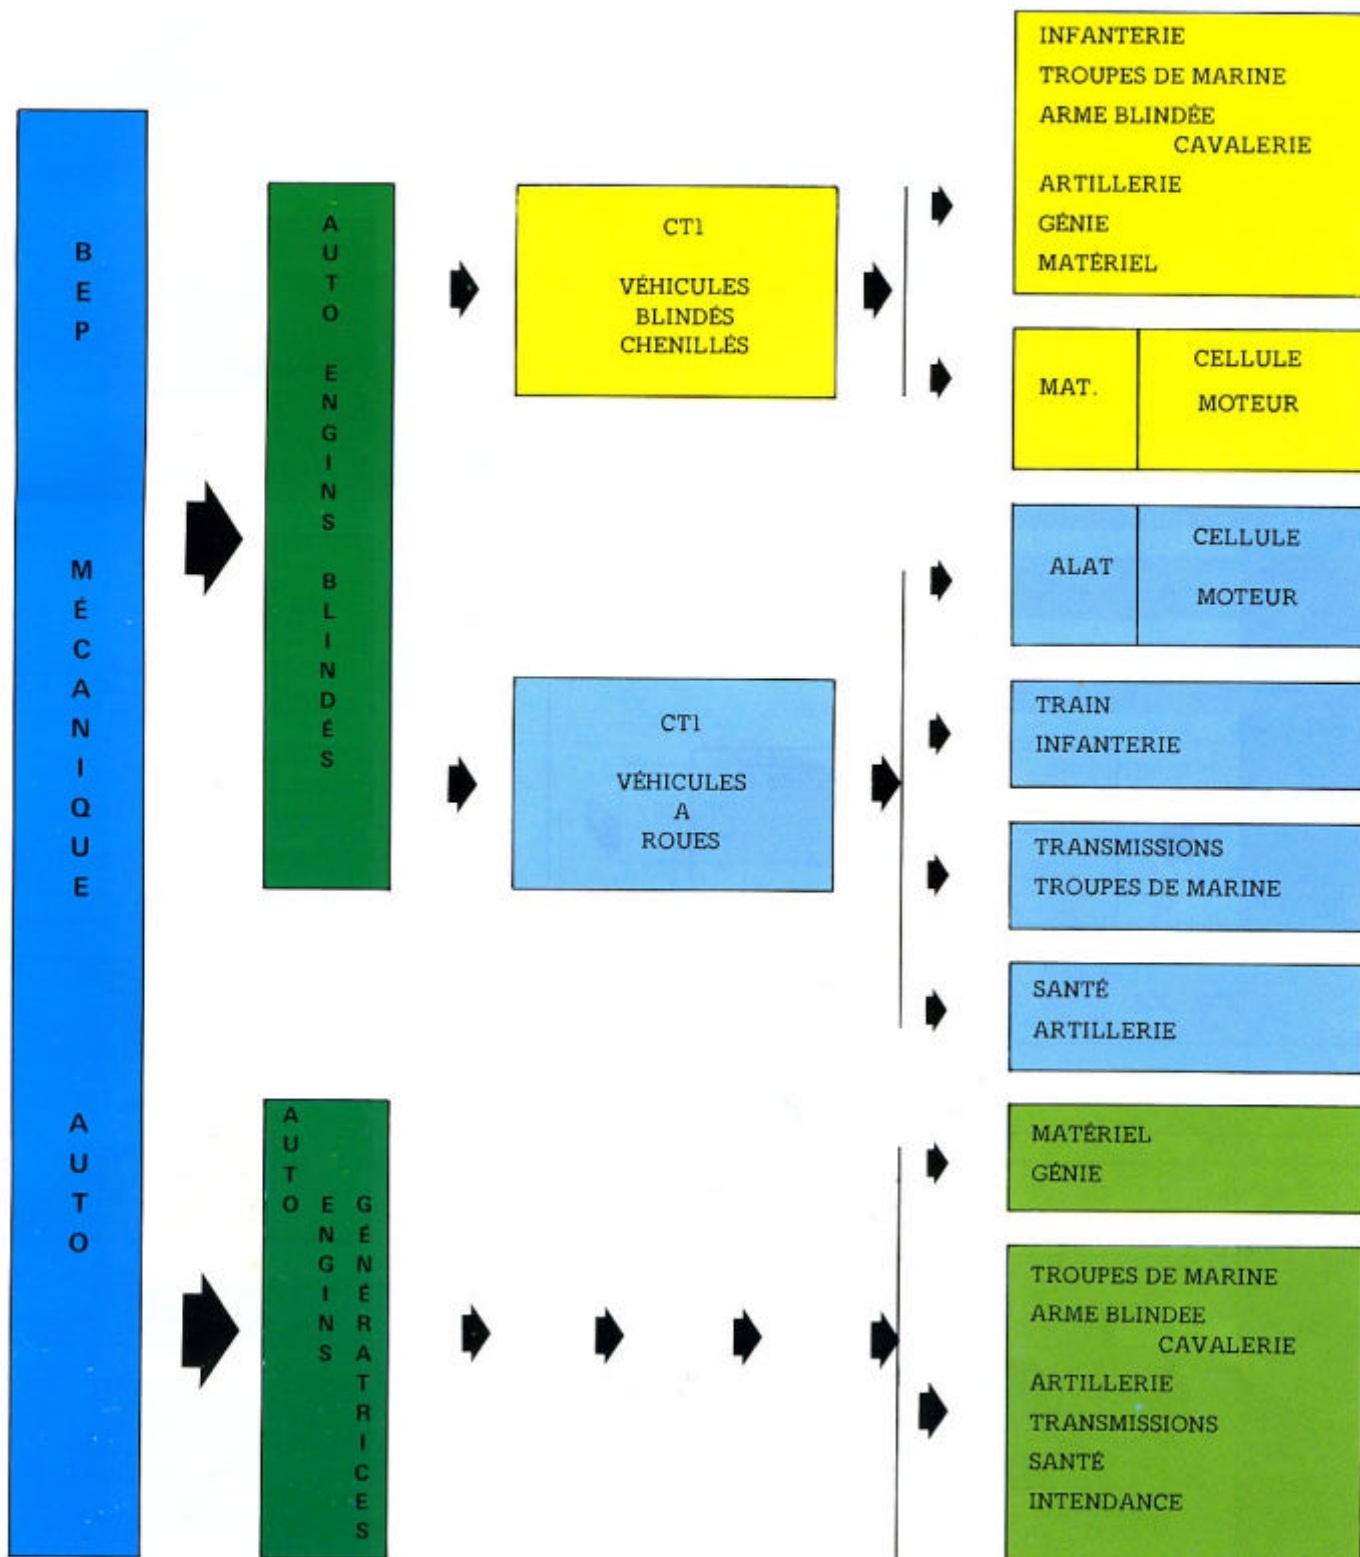 BEP MÉCANIQUE AUTO
AUTO ENGINS BLINDÉS
CT1
VÉHICULES
BLINDÉS
CHENILLÉS
INFANTERIE
TROUPES DE MARINE
ARME BLINDÉE
CAVALERIE
ARTILLERIE
GÉNIE
MATÉRIEL
MAT.
CELLULE
MOTEUR
CT1
VÉHICULES
A
ROUES
ALAT
CELLULE
MOTEUR
TRAIN
INFANTERIE
TRANSMISSIONS
TROUPES DE MARINE
SANTÉ
ARTILLERIE
AUTO
ENGINS
GÉNÉRATRICES
MATÉRIEL
GÉNIE
TROUPES DE MARINE
ARME BLINDEE
CAVALERIE
ARTILLERIE
TRANSMISSIONS
SANTÉ
INTENDANCE